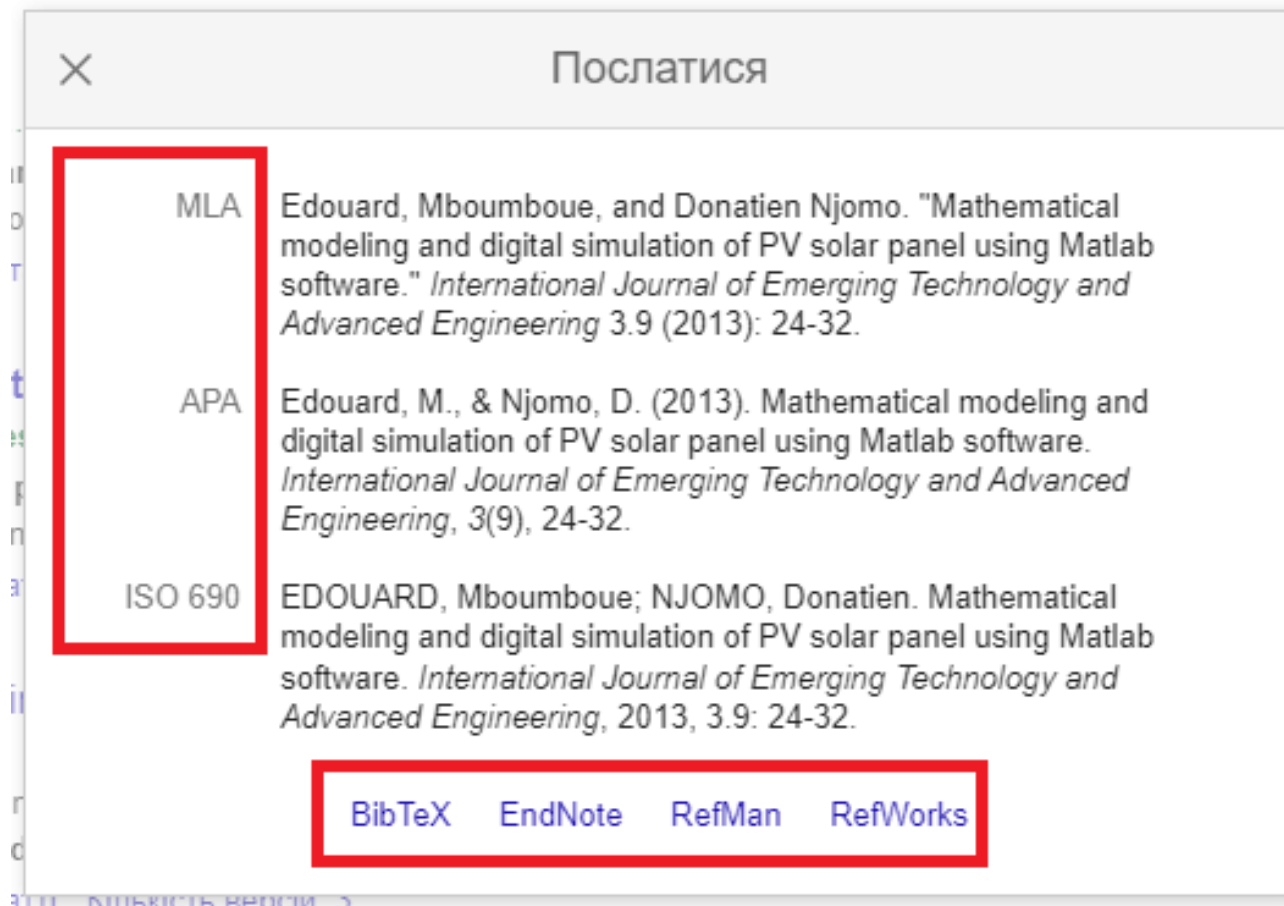 Послатися
MLA
Edouard, Mboumboue, and Donatien Njomo. "Mathematical
modeling and digital simulation of PV solar panel using Matlab
software." International Journal of Emerging Technology and
Advanced Engineering 3.9 (2013): 24-32.
APA
Edouard, M., & Njomo, D. (2013). Mathematical modeling and
digital simulation of PV solar panel using Matlab software.
International Journal of Emerging Technology and Advanced
Engineering, 3(9), 24-32.
ISO 690
EDOUARD, Mboumboue; NJOMO, Donatien. Mathematical
modeling and digital simulation of PV solar panel using Matlab
software. International Journal of Emerging Technology and
Advanced Engineering, 2013, 3.9: 24-32.
BibTeX EndNote RefMan RefWorks